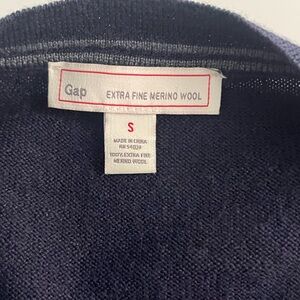 Gap EXTRA FINE MERINO WOOL
S
MADE IN CHINA
100% EXTRA FINE
MERINO WOOL